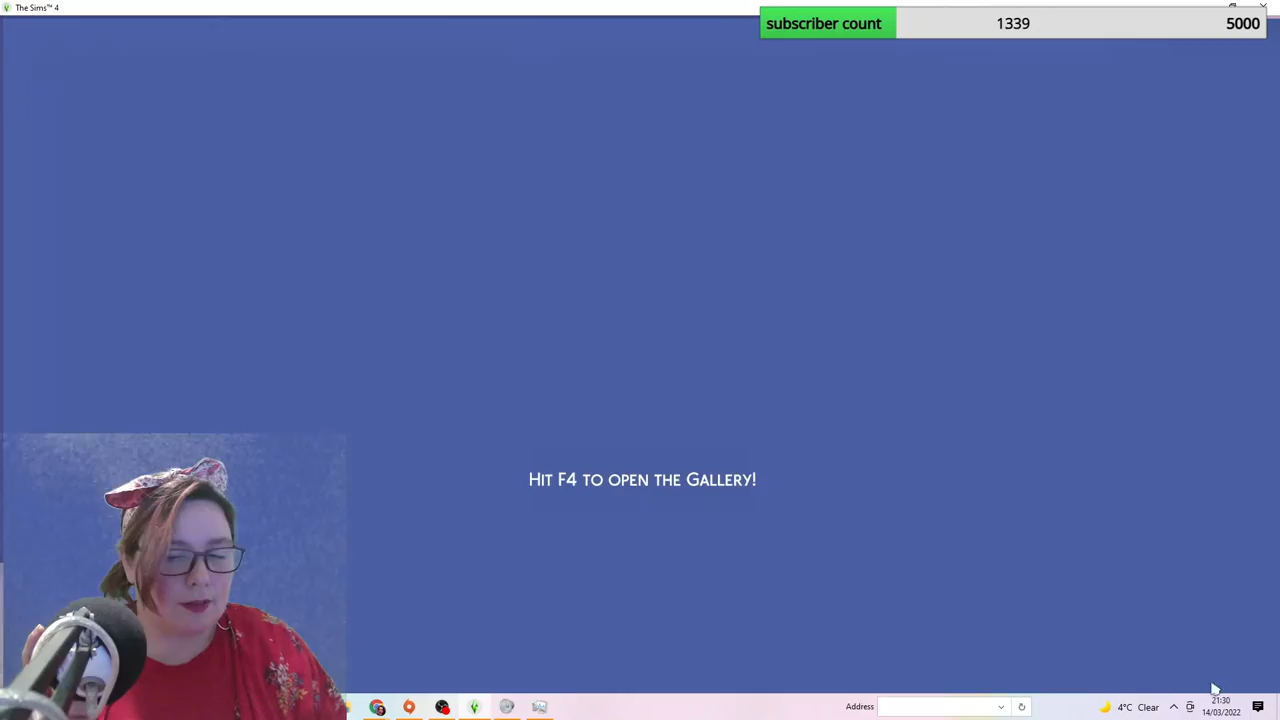 The Sims™ 4
subscriber count 1339 5000
Hit F4 to open the Gallery!
Address
4°C Clear
21:30
14/03/2022